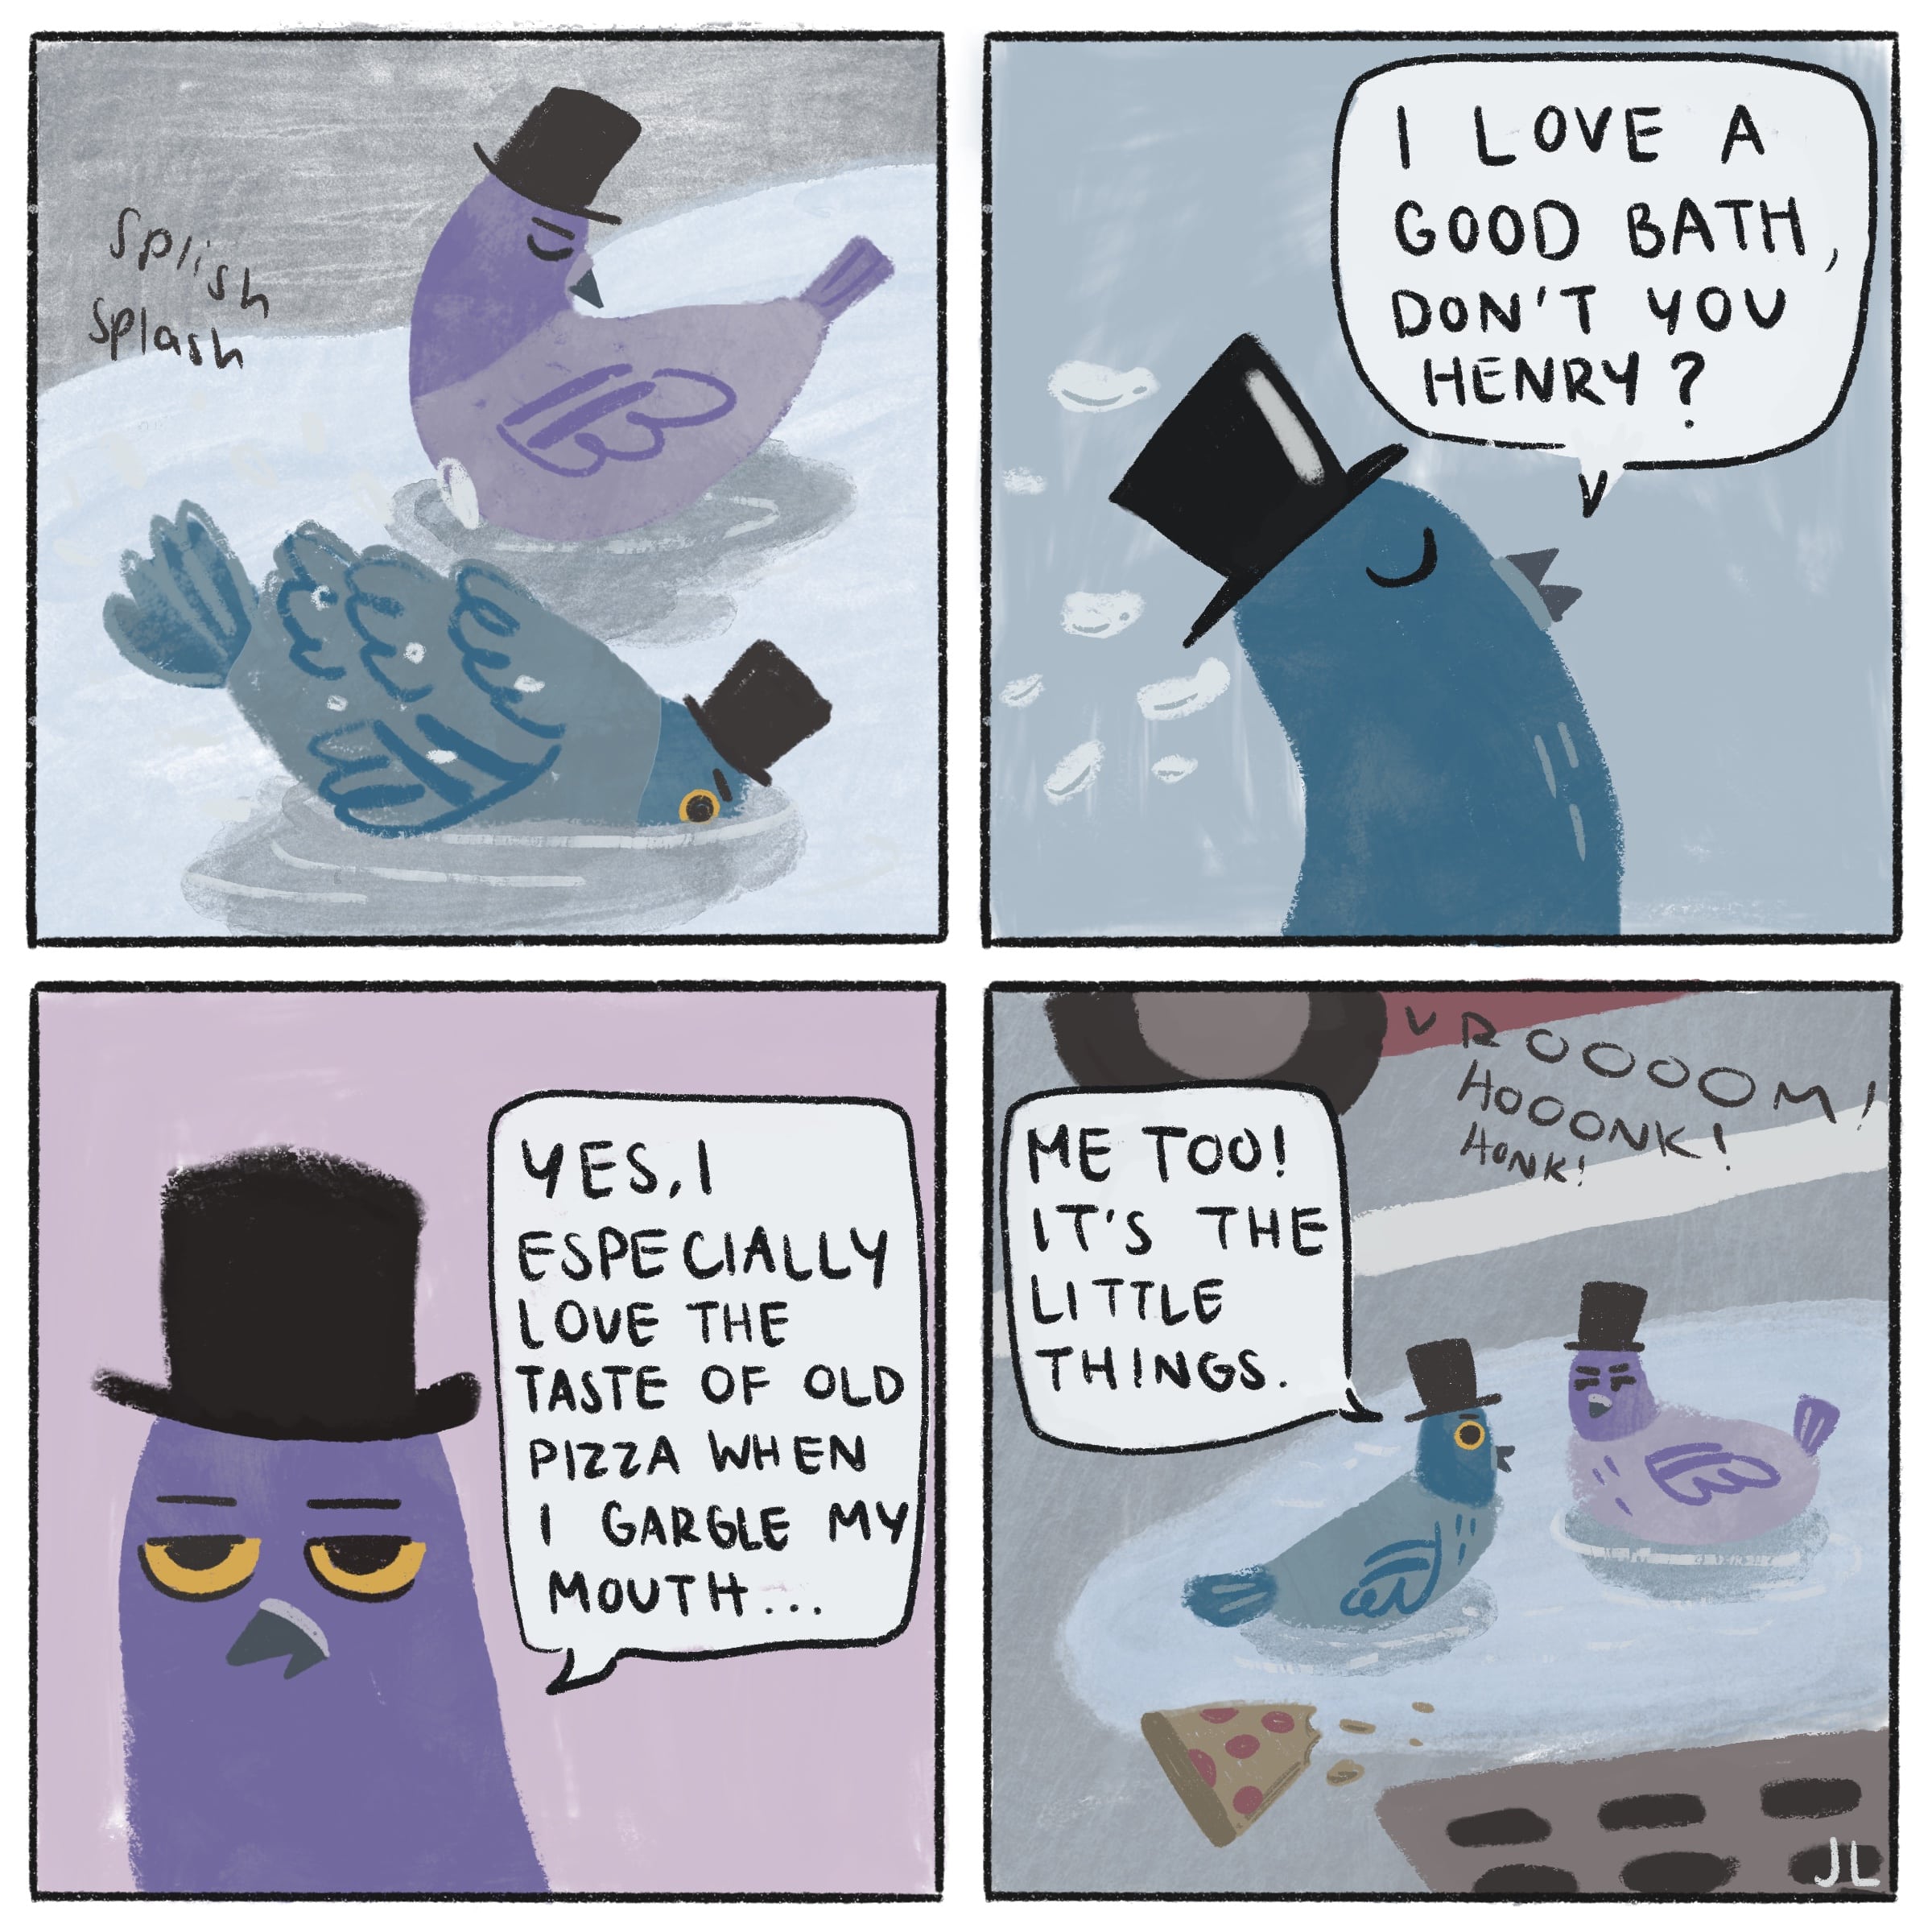 Splish
Splash
I LOVE A
GOOD BATH,
DON'T YOU
HENRY?
YES, I
ESPECIALLY
LOVE THE
TASTE OF OLD
PIZZA WHEN
I GARGLE MY
MOUTH...
VROOOOM!
HOOONK!
HONK!
ME TOO!
IT'S THE
LITTLE
THINGS.
JL